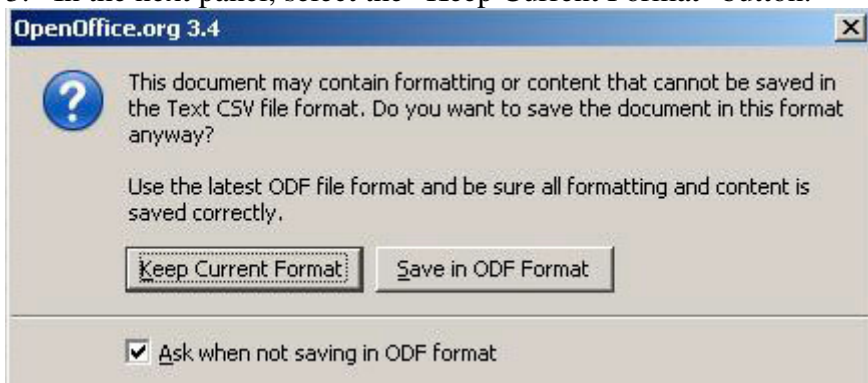 3. In the next panel, select the "Keep Current Format" button.
OpenOffice.org 3.4
This document may contain formatting or content that cannot be saved in
the Text CSV file format. Do you want to save the document in this format
anyway?
Use the latest ODF file format and be sure all formatting and content is
saved correctly.
Keep Current Format
Save in ODF Format
Ask when not saving in ODF format